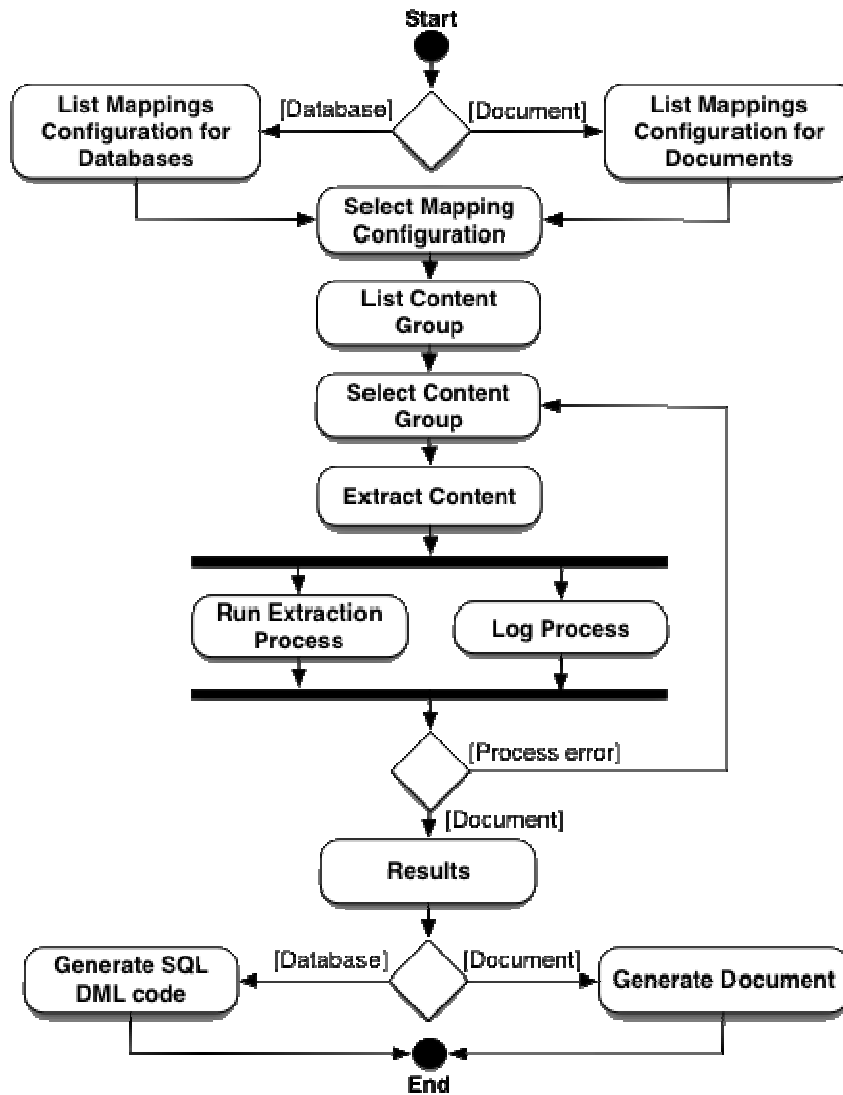 Start
[Database]
[Document]
List Mappings
Configuration for
Databases
List Mappings
Configuration for
Documents
Select Mapping
Configuration
List Content
Group
Select Content
Group
Extract Content
Run Extraction
Process
Log Process
[Process error]
[Document]
Results
[Database]
[Document]
Generate SQL
DML code
Generate Document
End